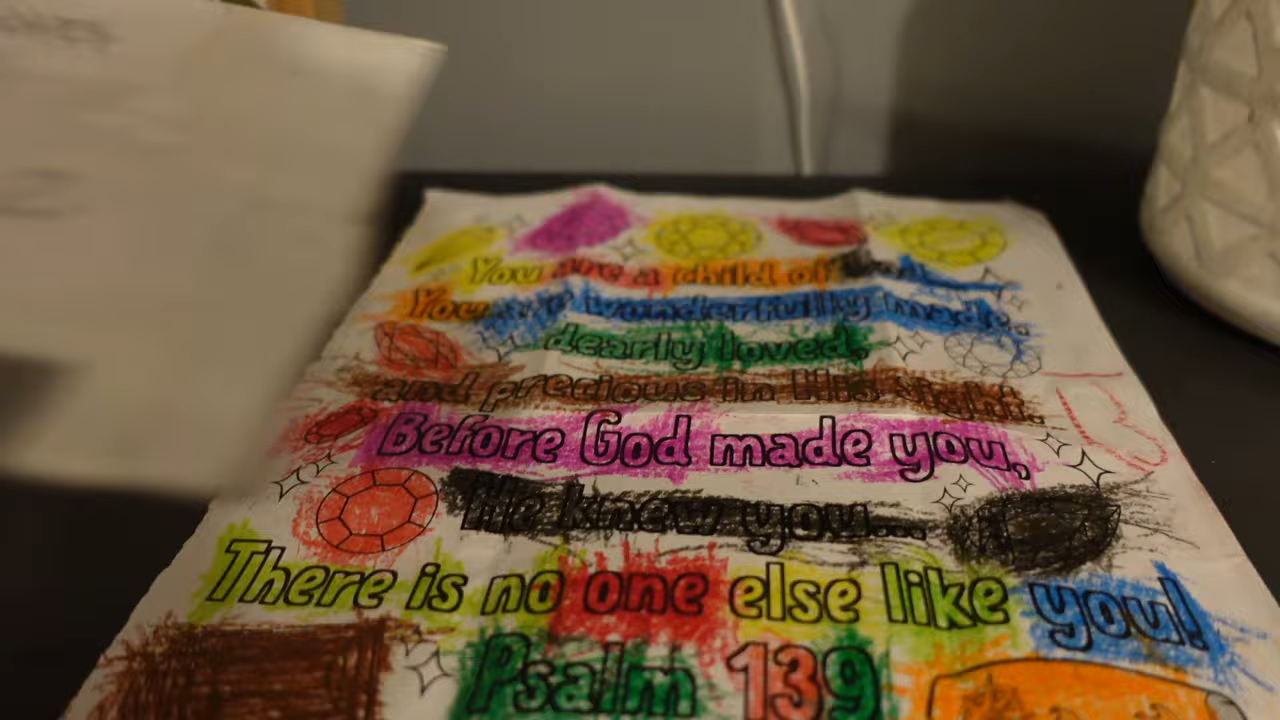 You are a child of God.
You are wonderfully made,
dearly loved,
and precious in His sight.
Before God made you,
He knew you...
There is no one else like you!
Psalm 139